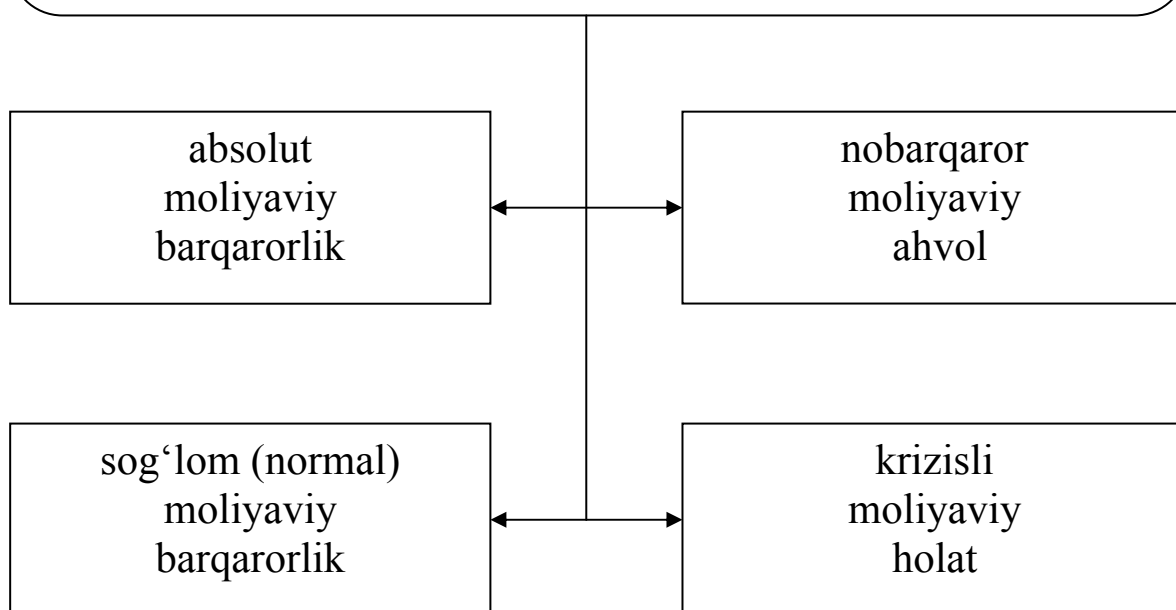 absolut
moliyaviy
barqarorlik
nobarqaror
moliyaviy
ahvol
sog‘lom (normal)
moliyaviy
barqarorlik
krizisli
moliyaviy
holat